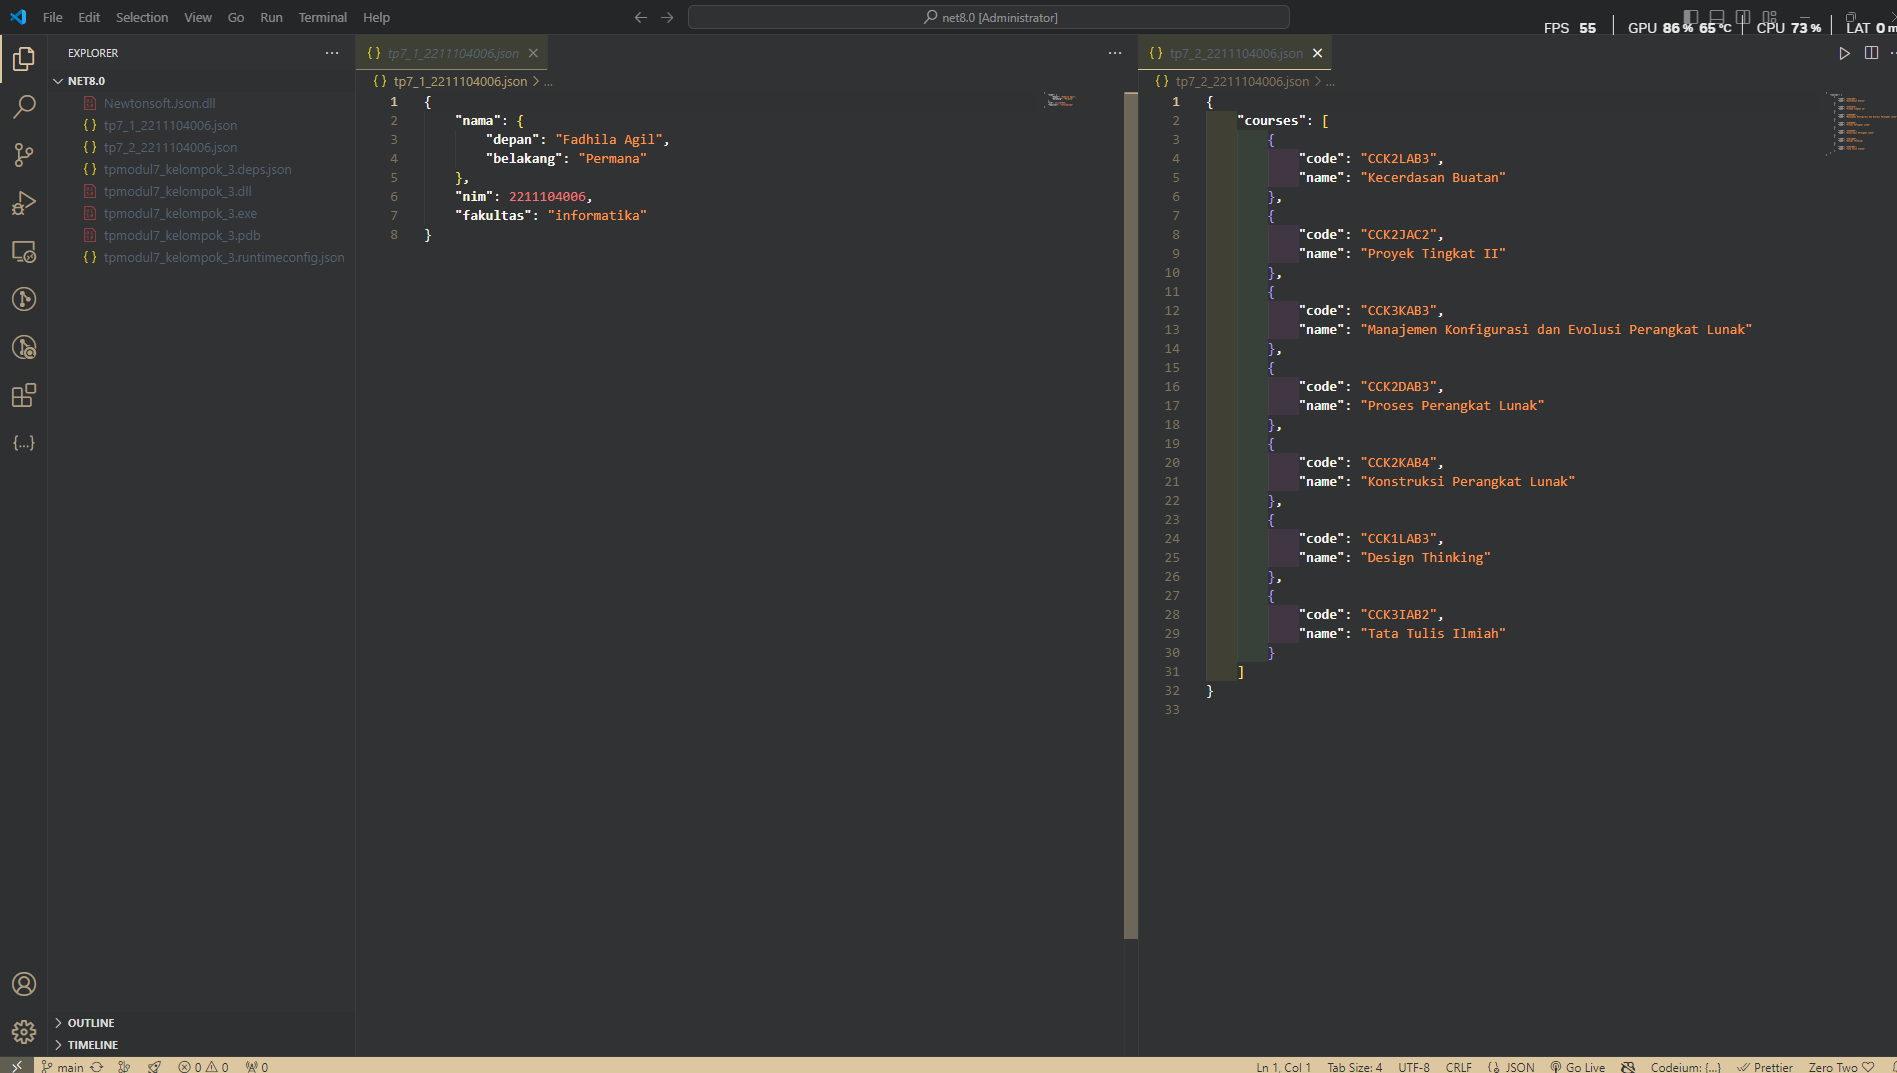 File Edit Selection View Go Run Terminal Help
net8.0 [Administrator]
FPS 55 GPU 86 % 65 °C CPU 73 % LAT 0 m
EXPLORER
NET8.0
Newtonsoft.Json.dll
tp7_1_2211104006.json
tp7_2_2211104006.json
tpmodul7_kelompok_3.deps.json
tpmodul7_kelompok_3.dll
tpmodul7_kelompok_3.exe
tpmodul7_kelompok_3.pdb
tpmodul7_kelompok_3.runtimeconfig.json
OUTLINE
TIMELINE
tp7_1_2211104006.json
{} tp7_1_2211104006.json > ...
1 {
2 "nama": {
3 "depan": "Fadhila Agil",
4 "belakang": "Permana"
5 },
6 "nim": 2211104006,
7 "fakultas": "informatika"
8 }
tp7_2_2211104006.json
{} tp7_2_2211104006.json > ...
1 {
2 "courses": [
3 {
4 "code": "CCK2LAB3",
5 "name": "Kecerdasan Buatan"
6 },
7 {
8 "code": "CCK2JAC2",
9 "name": "Proyek Tingkat II"
10 },
11 {
12 "code": "CCK3KAB3",
13 "name": "Manajemen Konfigurasi dan Evolusi Perangkat Lunak"
14 },
15 {
16 "code": "CCK2DAB3",
17 "name": "Proses Perangkat Lunak"
18 },
19 {
20 "code": "CCK2KAB4",
21 "name": "Konstruksi Perangkat Lunak"
22 },
23 {
24 "code": "CCK1LAB3",
25 "name": "Design Thinking"
26 },
27 {
28 "code": "CCK3IAB2",
29 "name": "Tata Tulis Ilmiah"
30 }
31 ]
32 }
33
main 0 0 0 Ln 1, Col 1 Tab Size: 4 UTF-8 CRLF JSON Go Live Codeium: {...} Prettier Zero Two